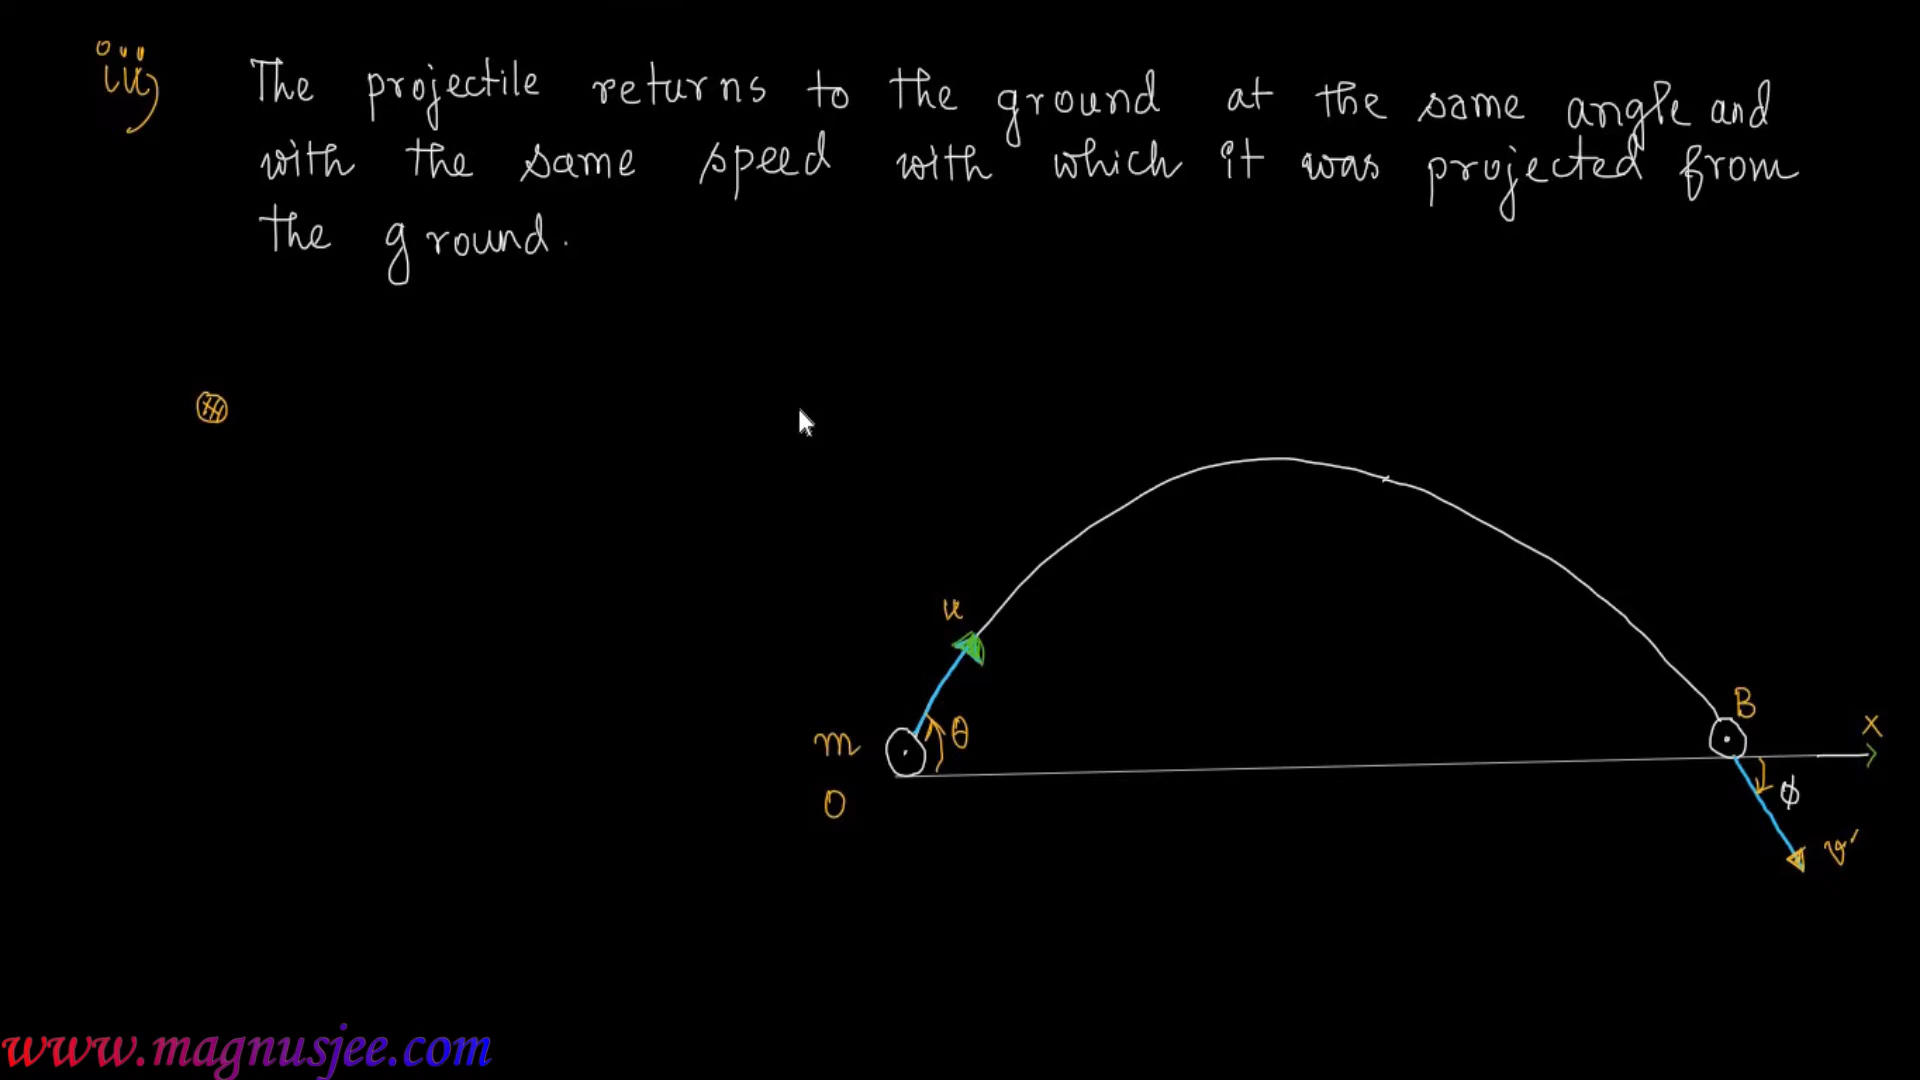 iii)
The projectile returns to the ground at the same angle and
with the same speed with which it was projected from
the ground.
u
B
X
θ
m
ϕ
O
v'
www.magnusjee.com